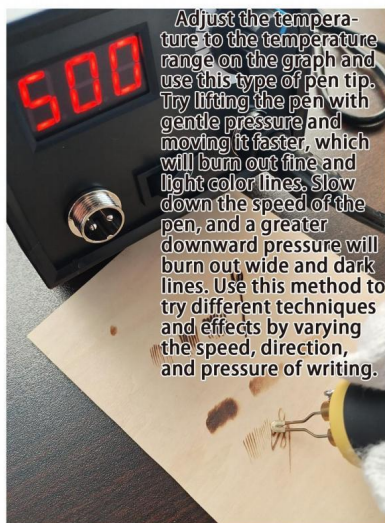 500
Adjust the tempera-
ture to the temperature
range on the graph and
use this type of pen tip.
Try lifting the pen with
gentle pressure and
moving it faster, which
will burn out fine and
light color lines. Slow
down the speed of the
pen, and a greater
downward pressure will
burn out wide and dark
lines. Use this method to
try different techniques
and effects by varying
the speed, direction,
and pressure of writing.